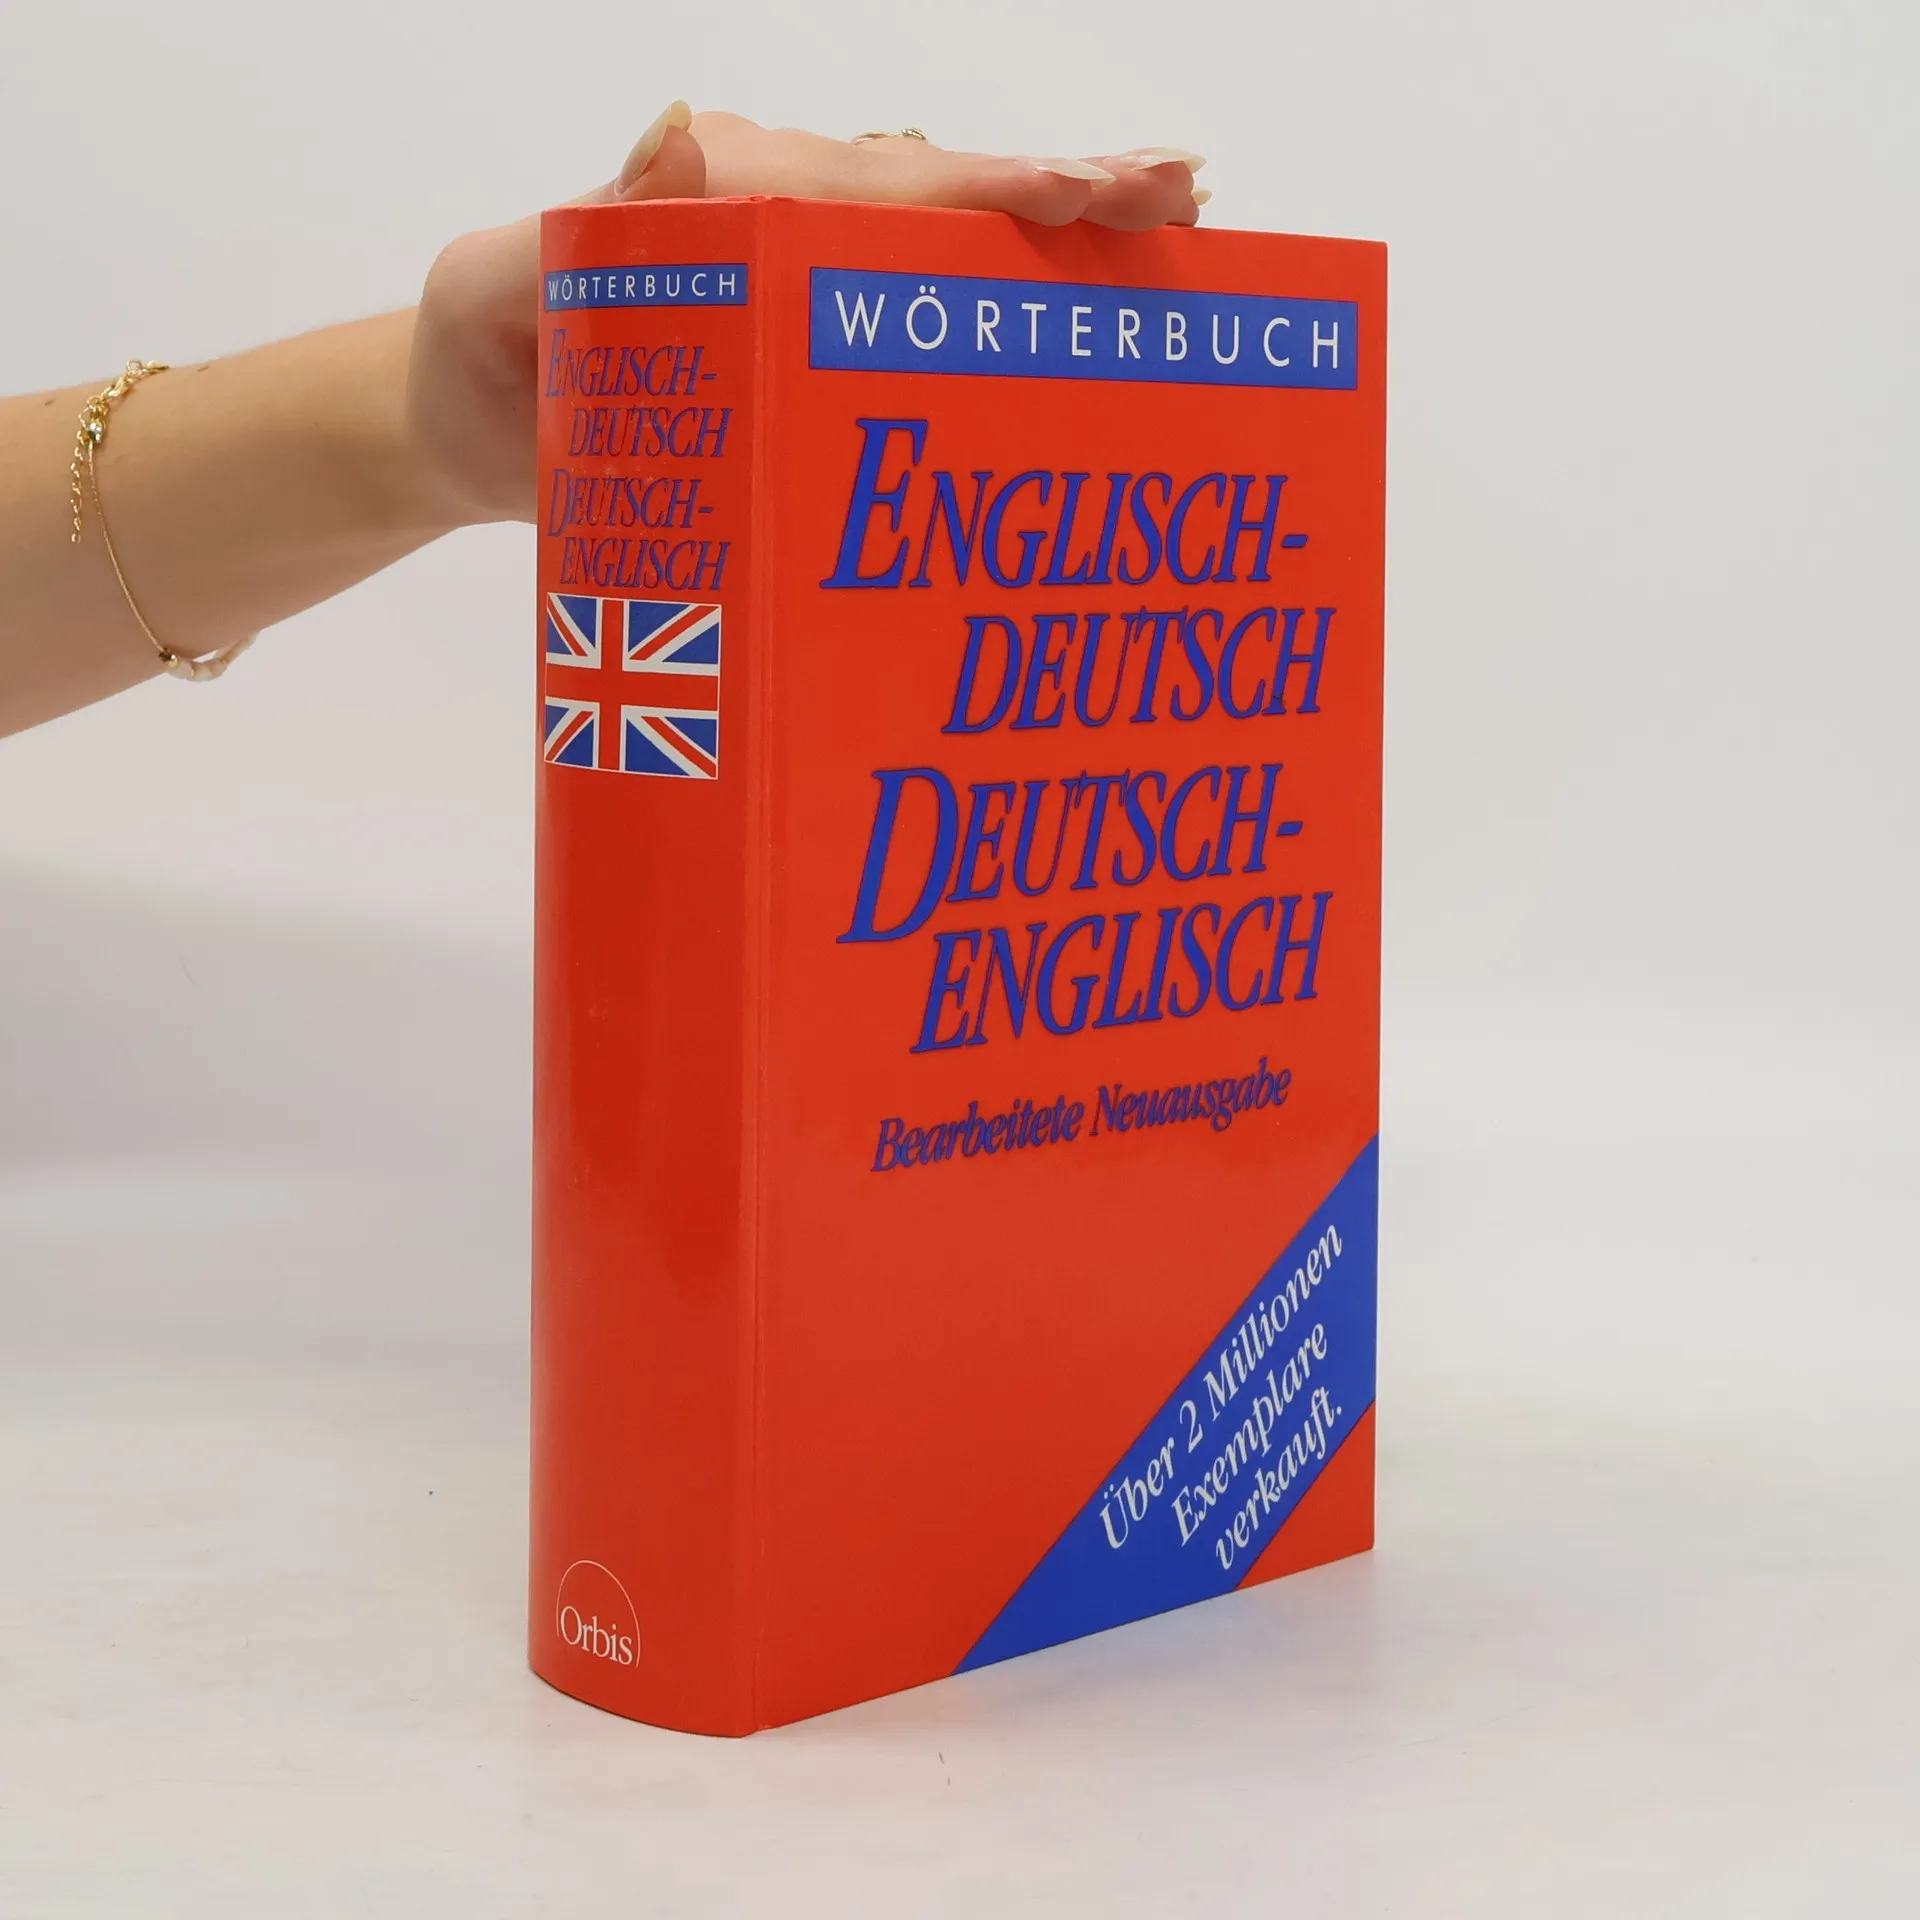 WÖRTERBUCH
ENGLISCH-
DEUTSCH
DEUTSCH-
ENGLISCH
Orbis
WÖRTERBUCH
ENGLISCH-
DEUTSCH
DEUTSCH-
ENGLISCH
Bearbeitete Neuausgabe
Über 2 Millionen
Exemplare
verkauft.